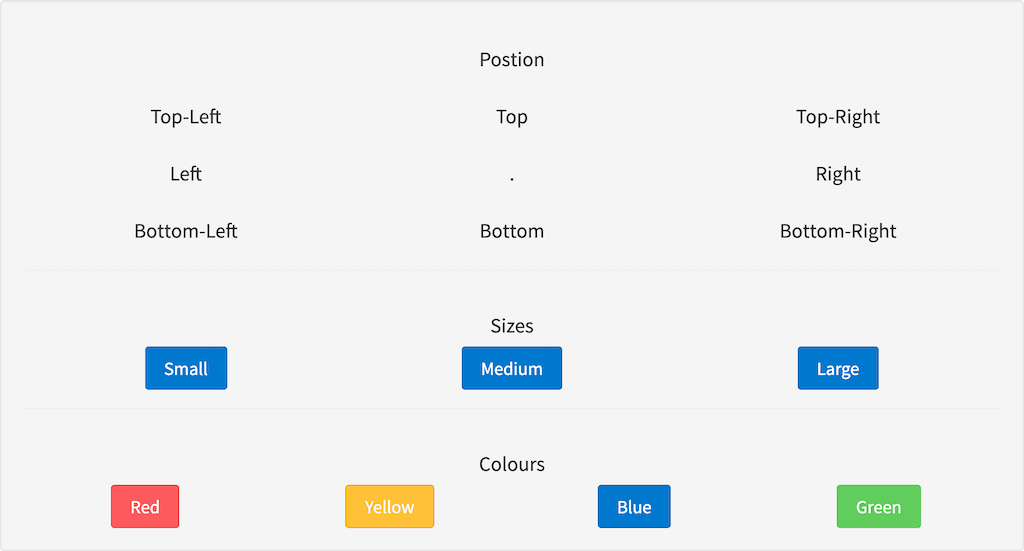 Postion
Top-Left Top Top-Right
Left . Right
Bottom-Left Bottom Bottom-Right
Sizes
Small Medium Large
Colours
Red Yellow Blue Green